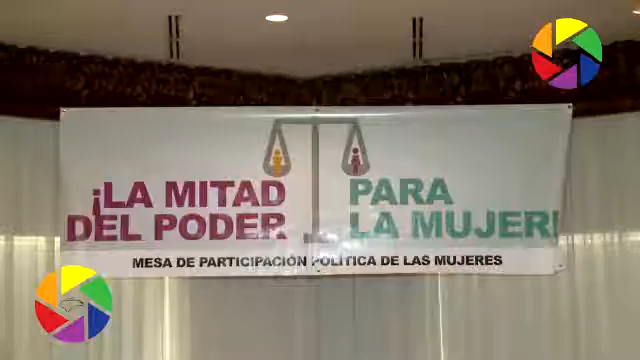 ¡LA MITAD
DEL PODER
PARA
LA MUJER!
MESA DE PARTICIPACIÓN POLÍTICA DE LAS MUJERES